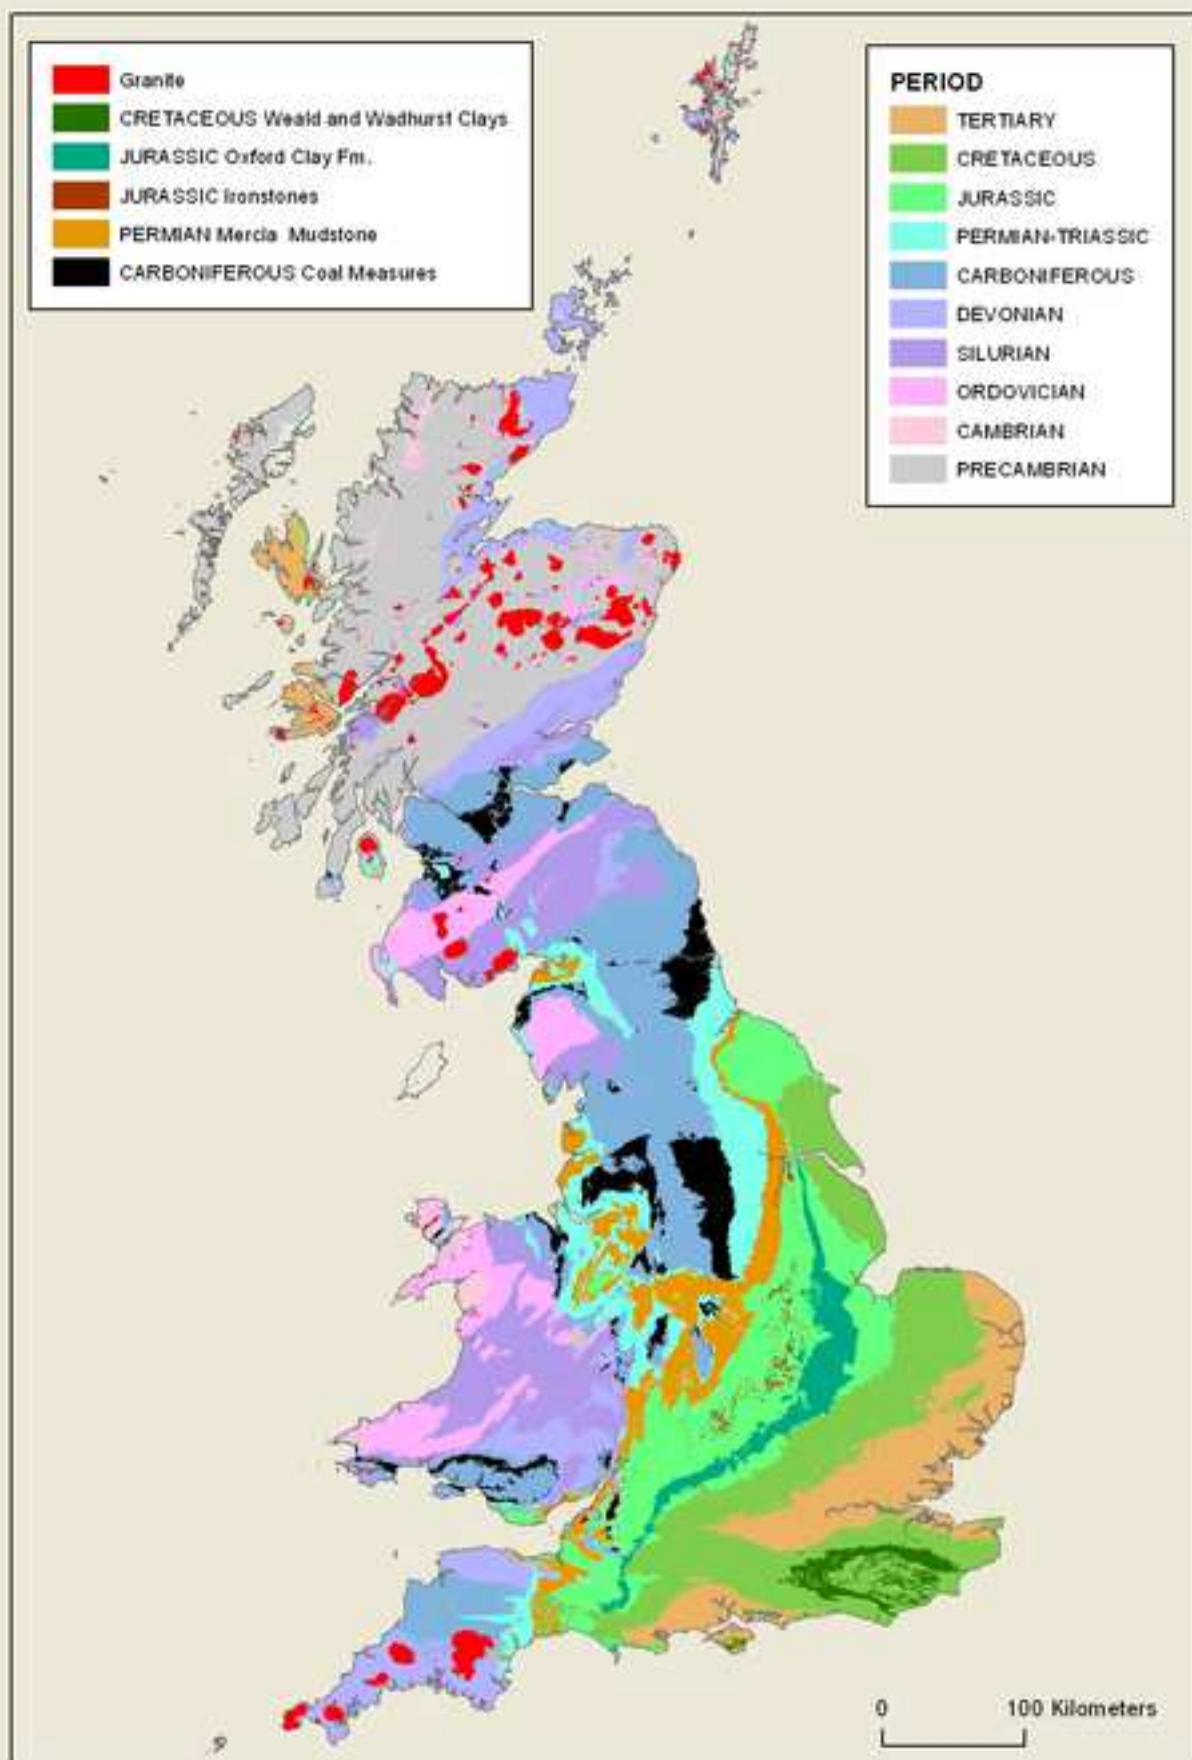 Granite
CRETACEOUS Weald and Wadhurst Clays
JURASSIC Oxford Clay Fm.
JURASSIC Ironstones
PERMIAN Mercia Mudstone
CARBONIFEROUS Coal Measures
PERIOD
TERTIARY
CRETACEOUS
JURASSIC
PERMIAN-TRIASSIC
CARBONIFEROUS
DEVONIAN
SILURIAN
ORDOVICIAN
CAMBRIAN
PRECAMBRIAN
0 100 Kilometers